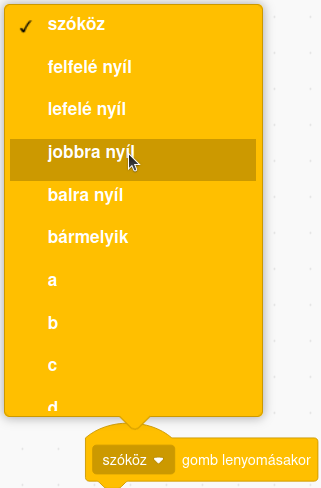 szóköz
felfelé nyíl
lefelé nyíl
jobbra nyíl
balra nyíl
bármelyik
a
b
c
d
szóköz gomb lenyomásakor